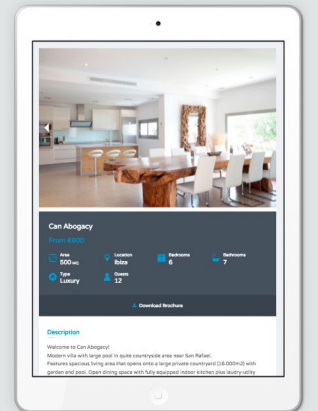 Can Abogacy
From €800
Area
500
Location
Ibiza
Bedrooms
6
Bathrooms
7
Type
Luxury
Guests
12
Download Brochure
Description
Welcome to Can Abogacy!
Modern villa with large pool in quite countryside area near San Rafael.
Features spacious living area that opens onto a large private countryard (16.000m2) with
garden and pool. Open dining space with fully equiped indoor kitchen plus laudry-utility